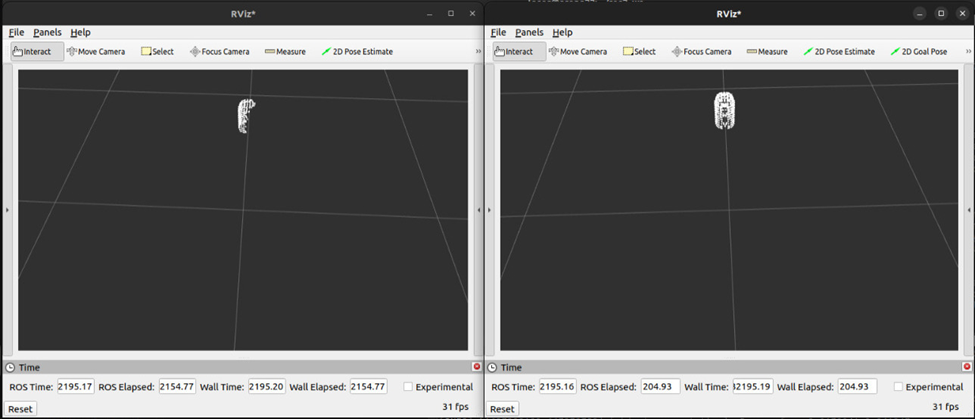 RViz*
File Panels Help
Interact Move Camera Select Focus Camera Measure 2D Pose Estimate »
Time
ROS Time: 2195.17 ROS Elapsed: 2154.77 Wall Time: 2195.20 Wall Elapsed: 2154.77 Experimental
Reset 31 fps
RViz*
File Panels Help
Interact Move Camera Select Focus Camera Measure 2D Pose Estimate 2D Goal Pose »
Time
ROS Time: 2195.16 ROS Elapsed: 204.93 Wall Time: 32195.19 Wall Elapsed: 204.93 Experimental
Reset 31 fps